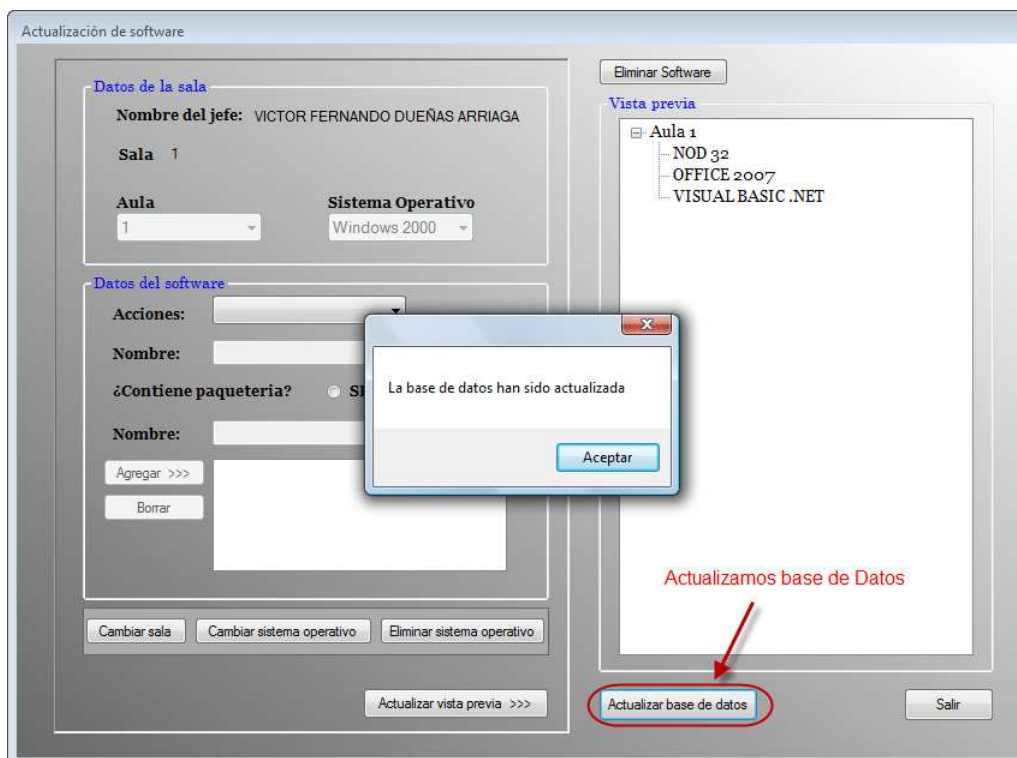 Actualización de software
Datos de la sala
Nombre del jefe: VICTOR FERNANDO DUEÑAS ARRIAGA
Sala 1
Aula
Sistema Operativo
1
Windows 2000
Datos del software
Acciones:
Nombre:
¿Contiene paqueteria?
Nombre:
Agregar >>>
Borrar
Cambiar sala
Cambiar sistema operativo
Eliminar sistema operativo
Actualizar vista previa >>>
La base de datos han sido actualizada
Aceptar
Eliminar Software
Vista previa
Aula 1
NOD 32
OFFICE 2007
VISUAL BASIC .NET
Actualizamos base de Datos
Actualizar base de datos
Salir